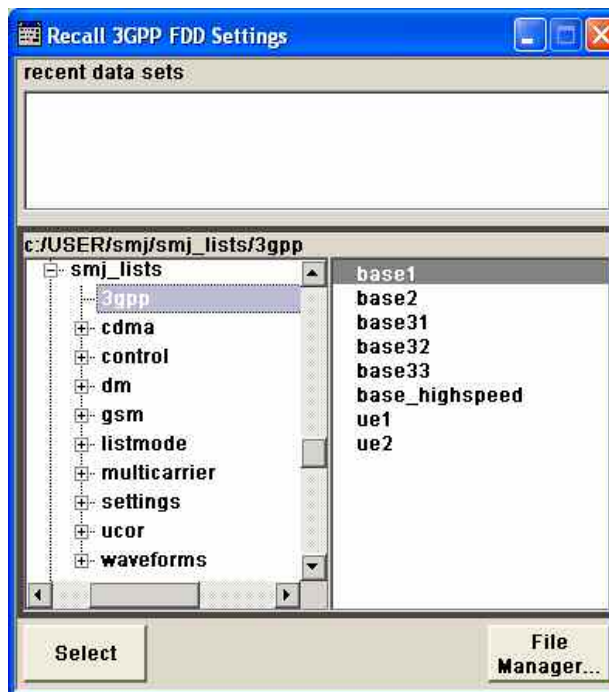 Recall 3GPP FDD Settings
recent data sets
c:/USER/smj/smj_lists/3gpp
smj_lists
3gpp
cdma
control
dm
gsm
listmode
multicarrier
settings
ucor
waveforms
base1
base2
base31
base32
base33
base_highspeed
ue1
ue2
Select
File
Manager...